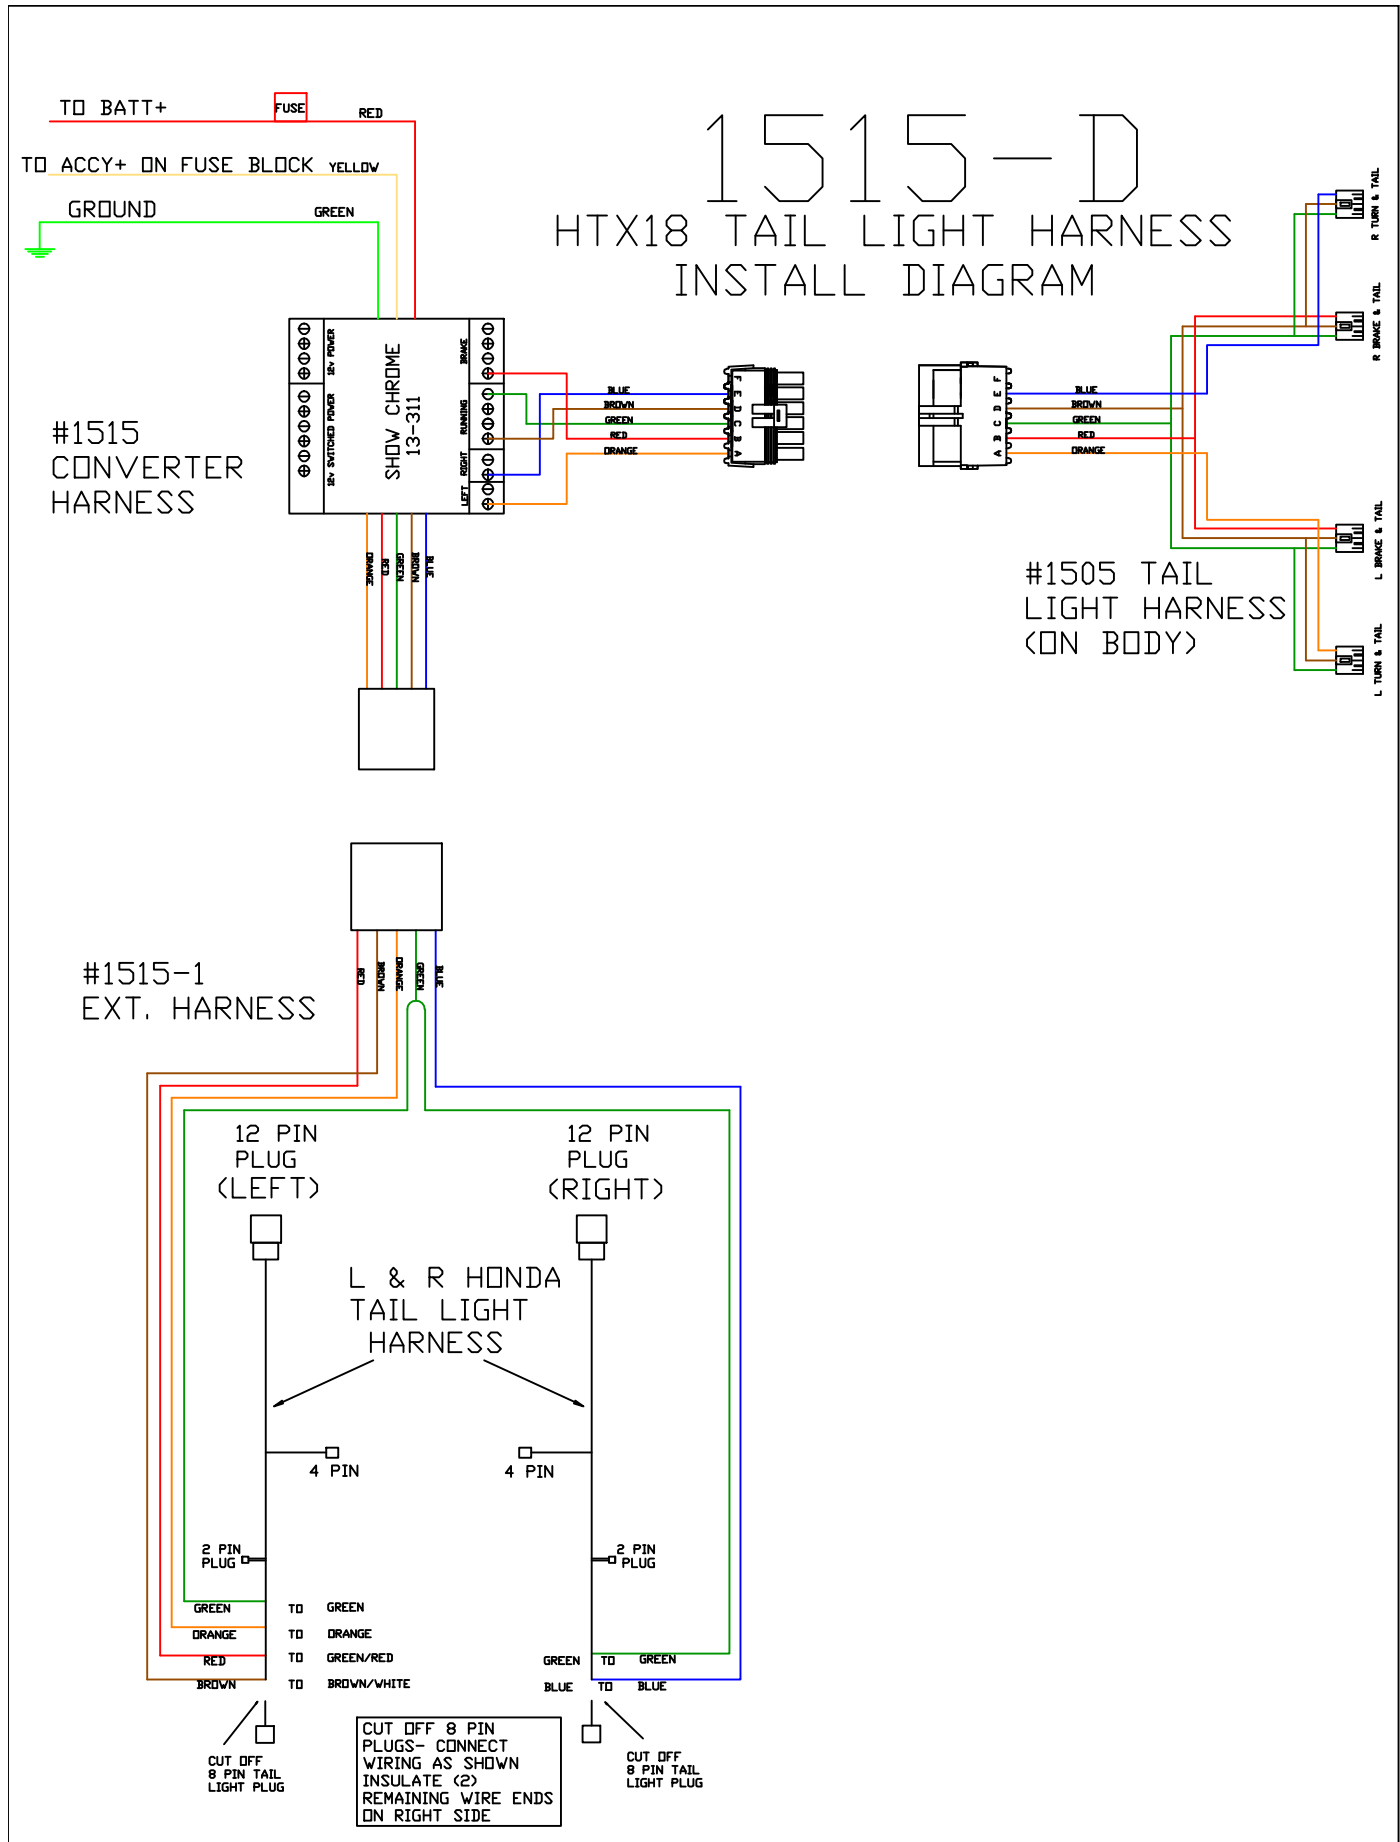 1515-D
HTX18 TAIL LIGHT HARNESS
INSTALL DIAGRAM
TO BATT+
FUSE
RED
TO ACCY+ ON FUSE BLOCK
YELLOW
GROUND
GREEN
#1515
CONVERTER
HARNESS
12v POWER
12v SWITCHED POWER
SHOW CHROME
13-311
BRAKE
RUNNING
RIGHT
LEFT
BLUE
BROWN
GREEN
RED
ORANGE
F
E
D
C
B
A
F
E
D
C
B
A
BLUE
BROWN
GREEN
RED
ORANGE
R TURN & TAIL
R BRAKE & TAIL
L BRAKE & TAIL
L TURN & TAIL
#1505 TAIL
LIGHT HARNESS
(ON BODY)
ORANGE
RED
GREEN
BROWN
BLUE
#1515-1
EXT. HARNESS
RED
BROWN
ORANGE
GREEN
BLUE
12 PIN
PLUG
(LEFT)
12 PIN
PLUG
(RIGHT)
L & R HONDA
TAIL LIGHT
HARNESS
4 PIN
4 PIN
2 PIN
PLUG
2 PIN
PLUG
GREEN TO GREEN
ORANGE TO ORANGE
RED TO GREEN/RED
BROWN TO BROWN/WHITE
GREEN TO GREEN
BLUE TO BLUE
CUT OFF
8 PIN TAIL
LIGHT PLUG
CUT OFF 8 PIN
PLUGS- CONNECT
WIRING AS SHOWN
INSULATE (2)
REMAINING WIRE ENDS
ON RIGHT SIDE
CUT OFF
8 PIN TAIL
LIGHT PLUG